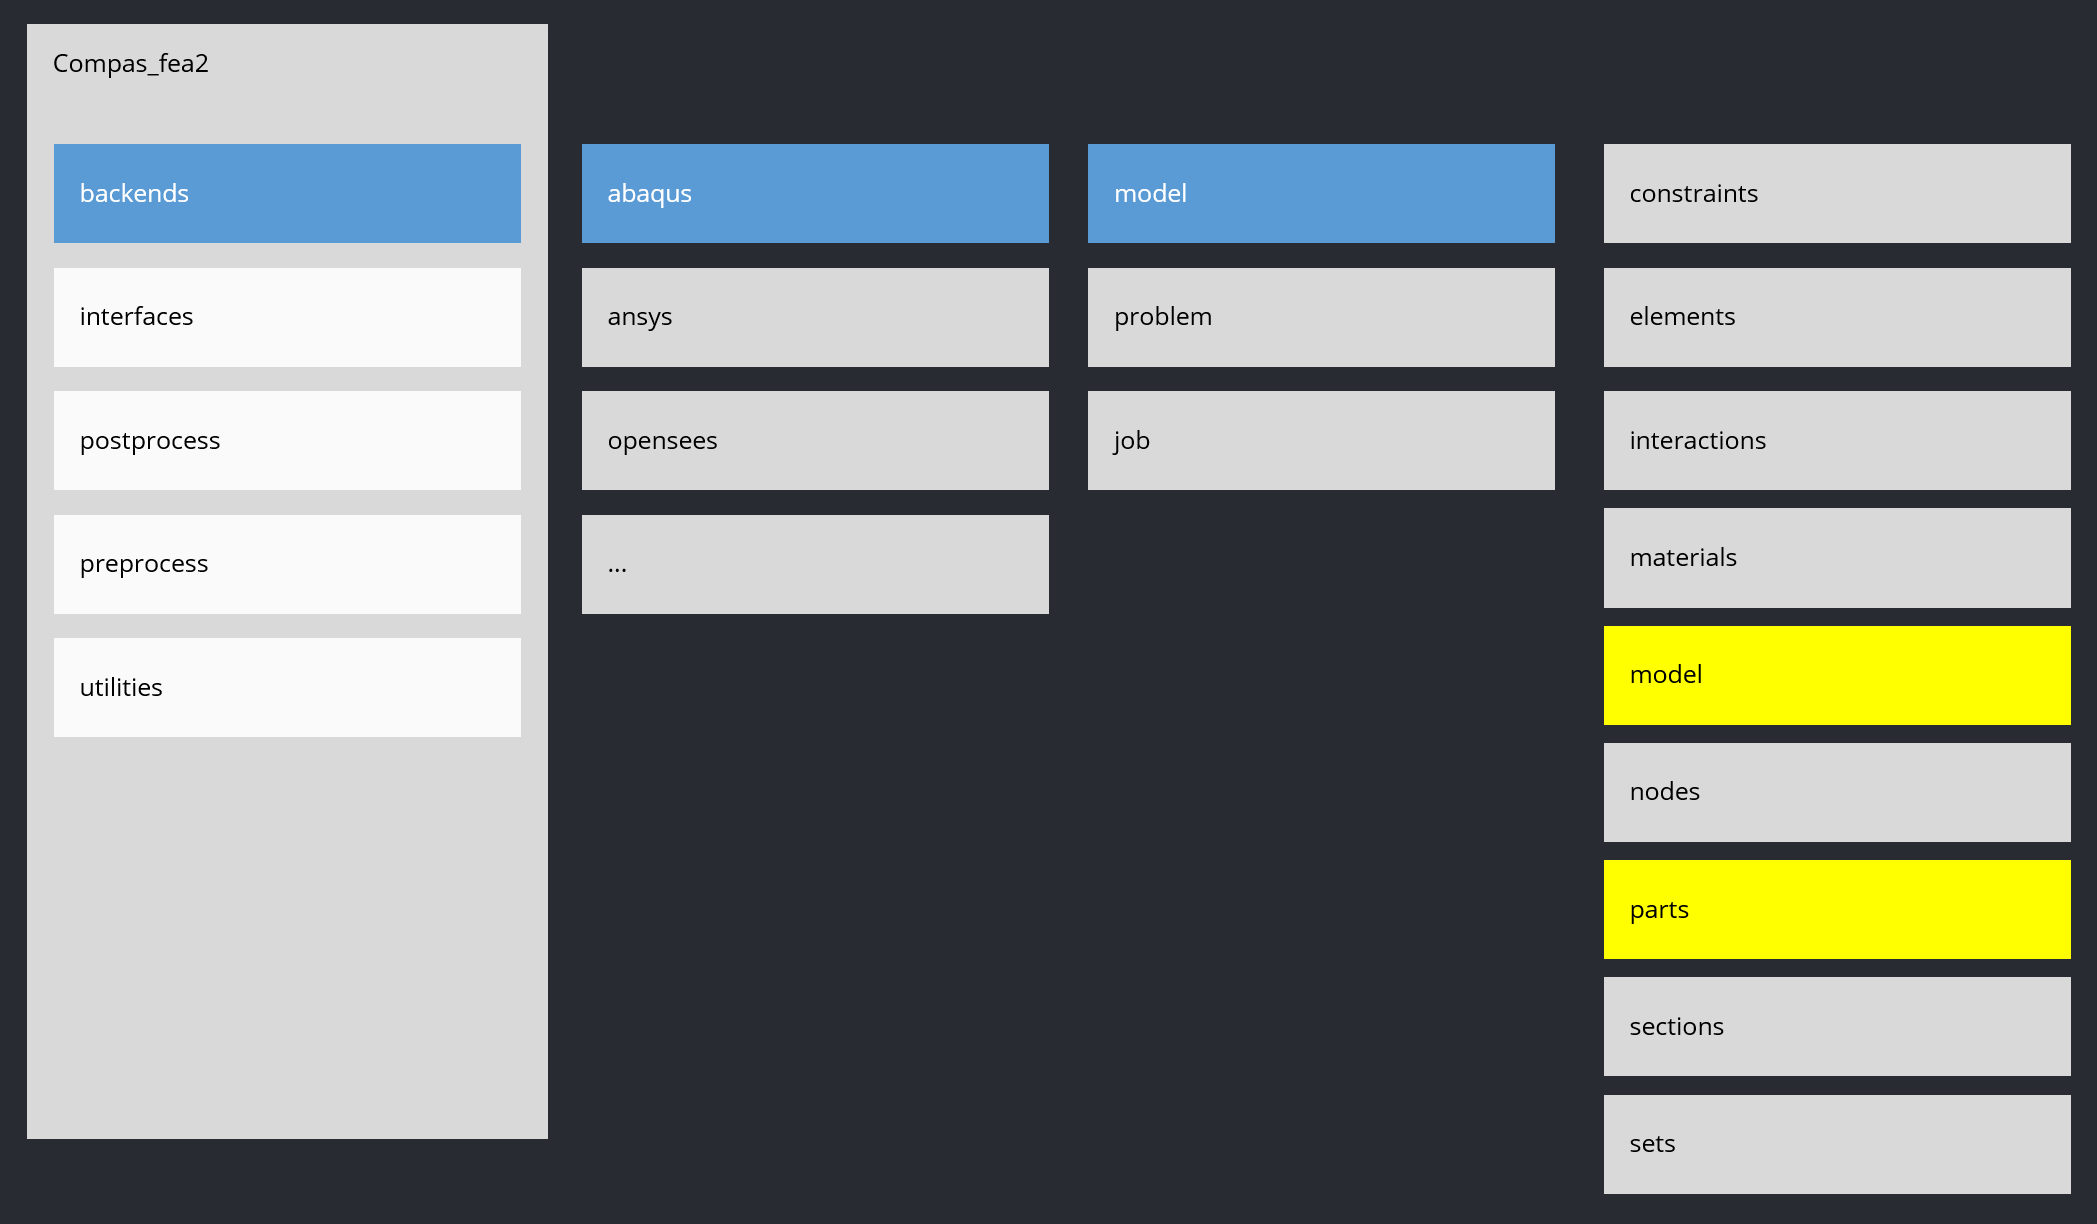 Compas_fea2
backends
interfaces
postprocess
preprocess
utilities
abaqus
ansys
opensees
...
model
problem
job
constraints
elements
interactions
materials
model
nodes
parts
sections
sets